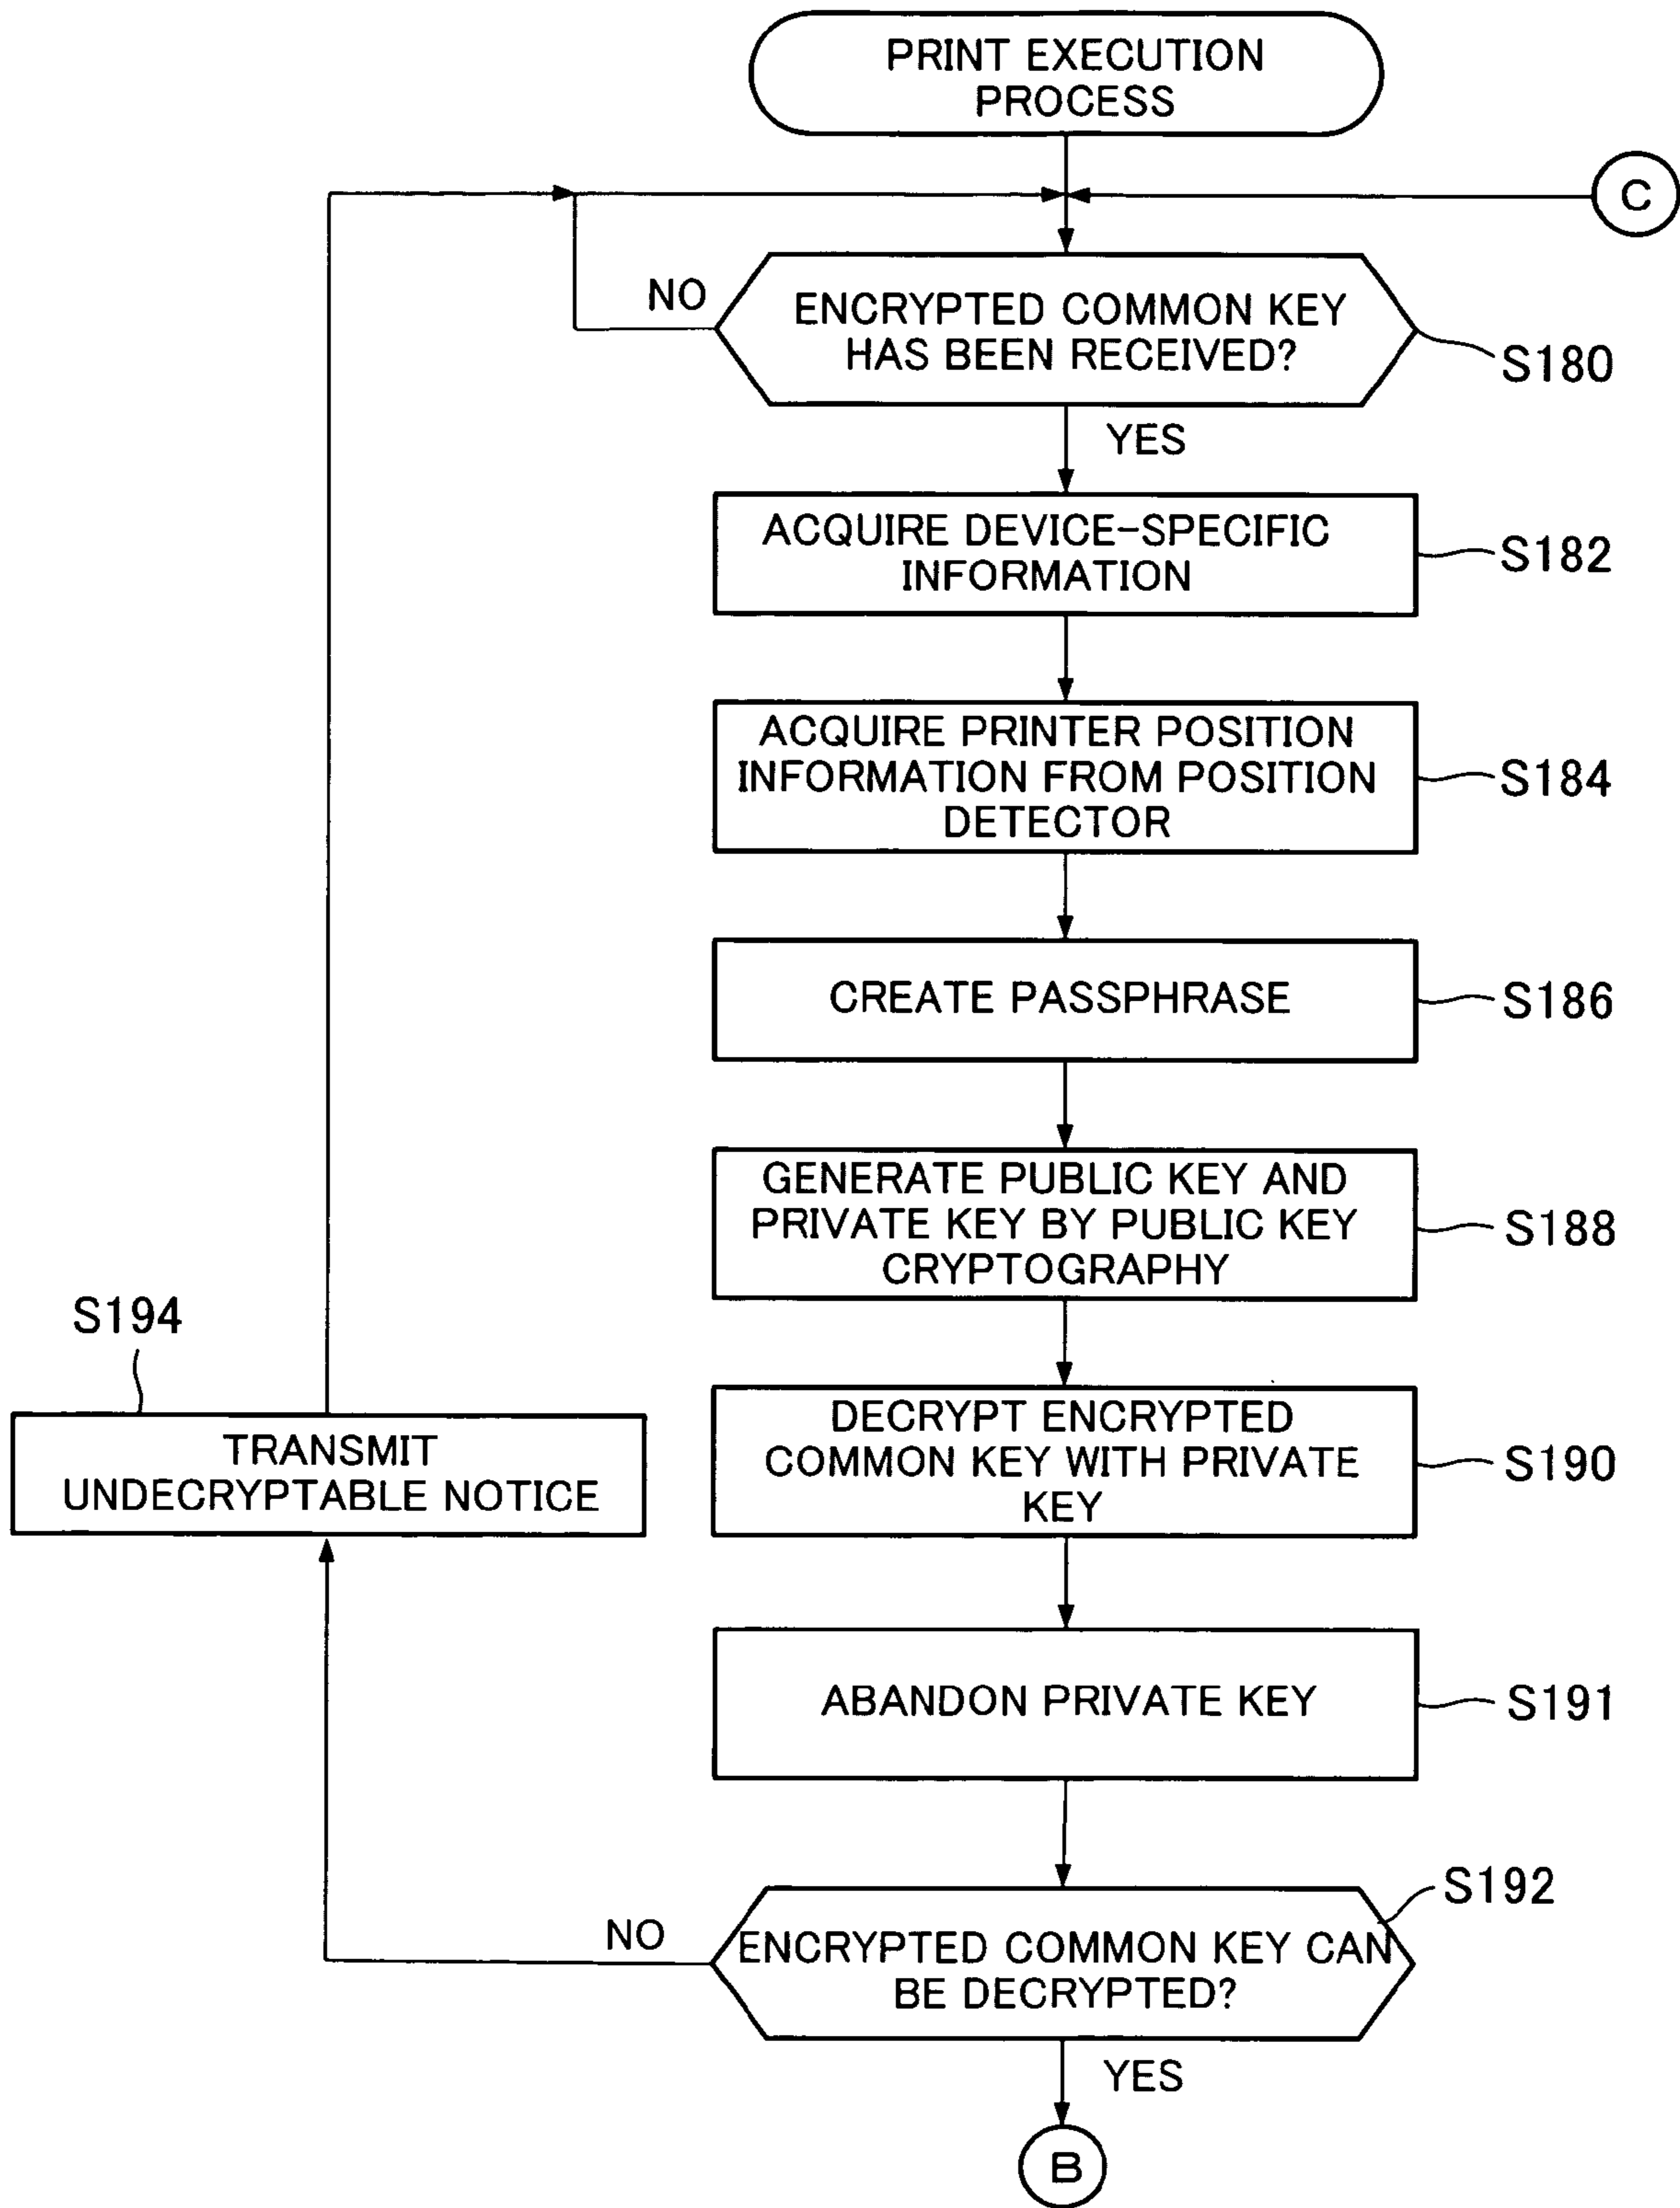 PRINT EXECUTION
PROCESS
C
NO
ENCRYPTED COMMON KEY
HAS BEEN RECEIVED?
S180
YES
ACQUIRE DEVICE-SPECIFIC
INFORMATION
S182
ACQUIRE PRINTER POSITION
INFORMATION FROM POSITION
DETECTOR
S184
CREATE PASSPHRASE
S186
GENERATE PUBLIC KEY AND
PRIVATE KEY BY PUBLIC KEY
CRYPTOGRAPHY
S188
S194
TRANSMIT
UNDECRYPTABLE NOTICE
DECRYPT ENCRYPTED
COMMON KEY WITH PRIVATE
KEY
S190
ABANDON PRIVATE KEY
S191
S192
NO
ENCRYPTED COMMON KEY CAN
BE DECRYPTED?
YES
B